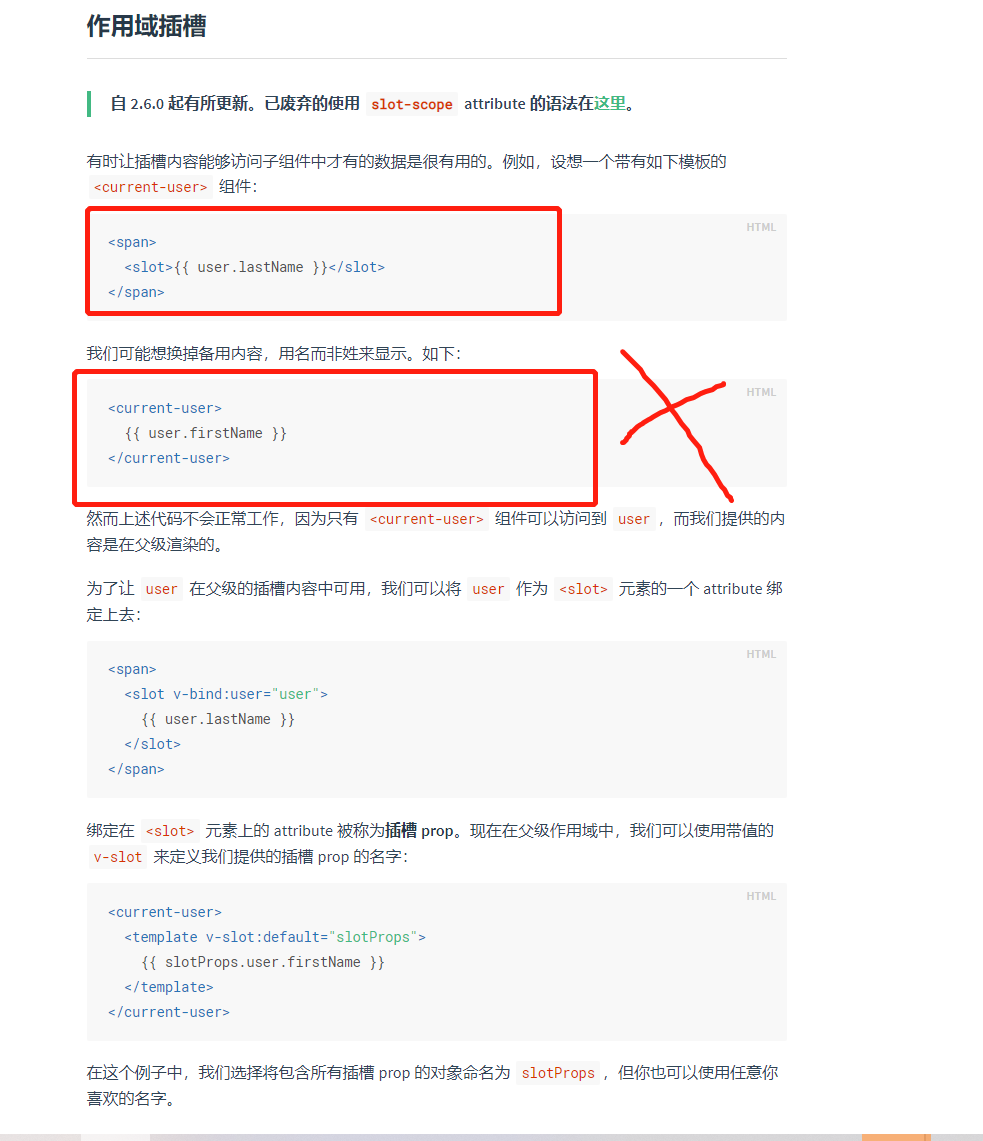 作用域插槽
自 2.6.0 起有所更新。已废弃的使用 slot-scope attribute 的语法在这里。
有时让插槽内容能够访问子组件中才有的数据是很有用的。例如，设想一个带有如下模板的
<current-user> 组件：
HTML
<span>
  <slot>{{ user.lastName }}</slot>
</span>
我们可能想换掉备用内容，用名而非姓来显示。如下：
HTML
<current-user>
  {{ user.firstName }}
</current-user>
然而上述代码不会正常工作，因为只有 <current-user> 组件可以访问到 user ，而我们提供的内
容是在父级渲染的。
为了让 user 在父级的插槽内容中可用，我们可以将 user 作为 <slot> 元素的一个 attribute 绑
定上去：
HTML
<span>
  <slot v-bind:user="user">
    {{ user.lastName }}
  </slot>
</span>
绑定在 <slot> 元素上的 attribute 被称为插槽 prop。现在在父级作用域中，我们可以使用带值的
v-slot 来定义我们提供的插槽 prop 的名字：
HTML
<current-user>
  <template v-slot:default="slotProps">
    {{ slotProps.user.firstName }}
  </template>
</current-user>
在这个例子中，我们选择将包含所有插槽 prop 的对象命名为 slotProps ，但你也可以使用任意你
喜欢的名字。